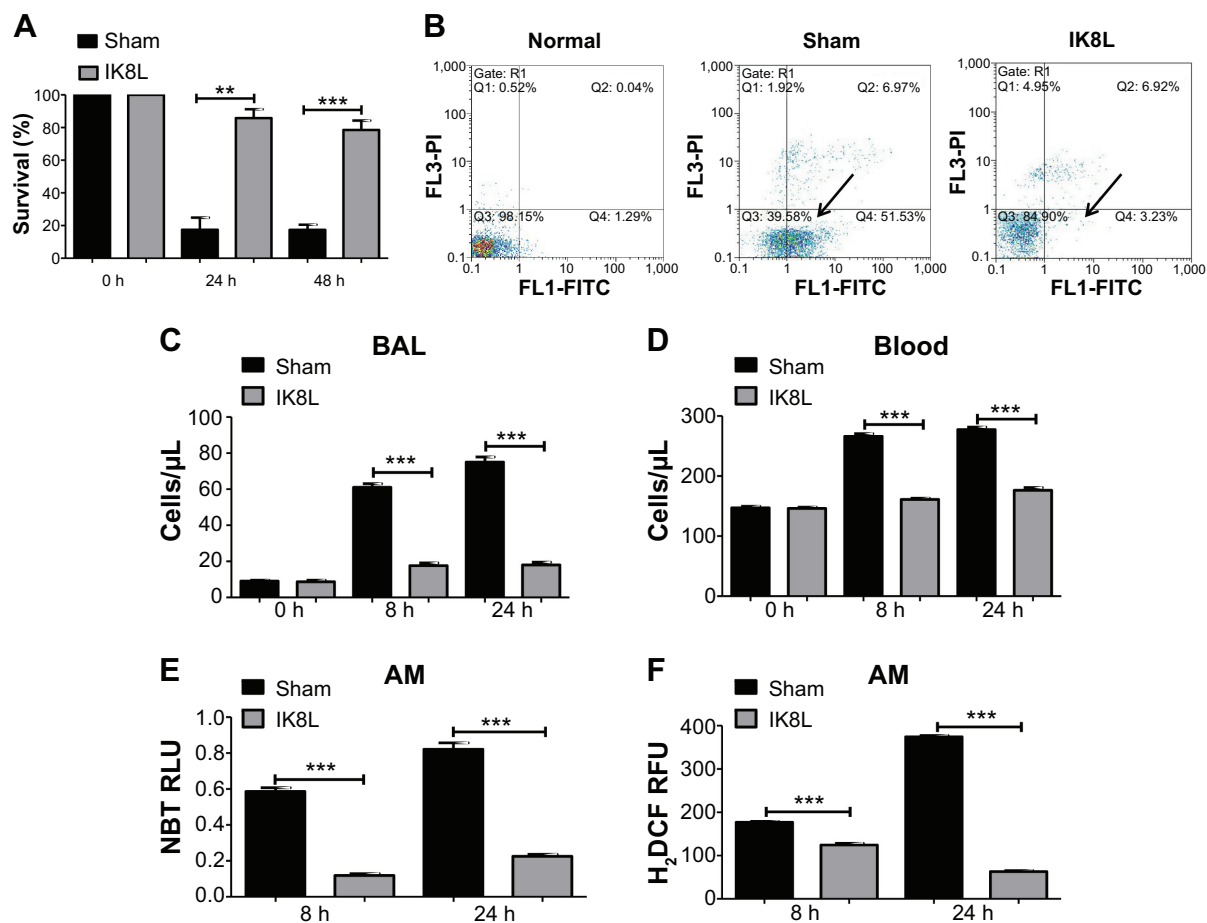 A
Sham
IK8L
Survival (%)
100
80
60
40
20
0
**
***
0 h
24 h
48 h
B
Normal
Sham
IK8L
FL3-PI
1,000
100
10
1
0.1
Gate: R1
Q1: 0.52%
Q2: 0.04%
Q3: 98.15%
Q4: 1.29%
0.1
1
10
100
1,000
FL1-FITC
FL3-PI
1,000
100
10
1
0.1
Gate: R1
Q1: 1.92%
Q2: 6.97%
Q3: 39.58%
Q4: 51.53%
0.1
1
10
100
1,000
FL1-FITC
FL3-PI
1,000
100
10
1
0.1
Gate: R1
Q1: 4.95%
Q2: 6.92%
Q3: 84.90%
Q4: 3.23%
0.1
1
10
100
1,000
FL1-FITC
C
BAL
Sham
IK8L
Cells/µL
100
80
60
40
20
0
***
***
0 h
8 h
24 h
D
Blood
Sham
IK8L
Cells/µL
300
200
100
0
***
***
0 h
8 h
24 h
E
AM
Sham
IK8L
NBT RLU
1.0
0.8
0.6
0.4
0.2
0.0
***
***
8 h
24 h
F
AM
Sham
IK8L
H₂DCF RFU
400
300
200
100
0
***
***
8 h
24 h